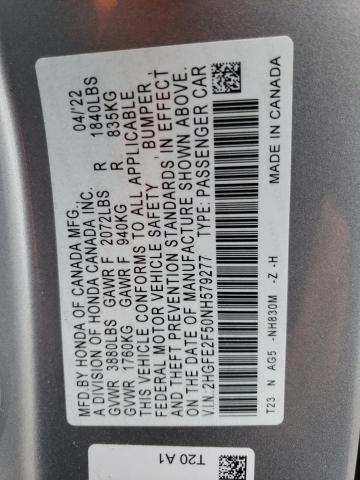 MFD BY HONDA OF CANADA MFG., 04/'22
A DIVISION OF HONDA CANADA INC.
GVWR 3880LBS GAWR F 2072LBS R 1840LBS
GVWR 1760KG GAWR F 940KG R 835KG
THIS VEHICLE CONFORMS TO ALL APPLICABLE
FEDERAL MOTOR VEHICLE SAFETY, BUMPER,
AND THEFT PREVENTION STANDARDS IN EFFECT
ON THE DATE OF MANUFACTURE SHOWN ABOVE.
V.I.N.:2HGFE2F50NH579277 TYPE: PASSENGER CAR
T23 N AG5 -NH830M -Z -H MADE IN CANADA
T20 A1